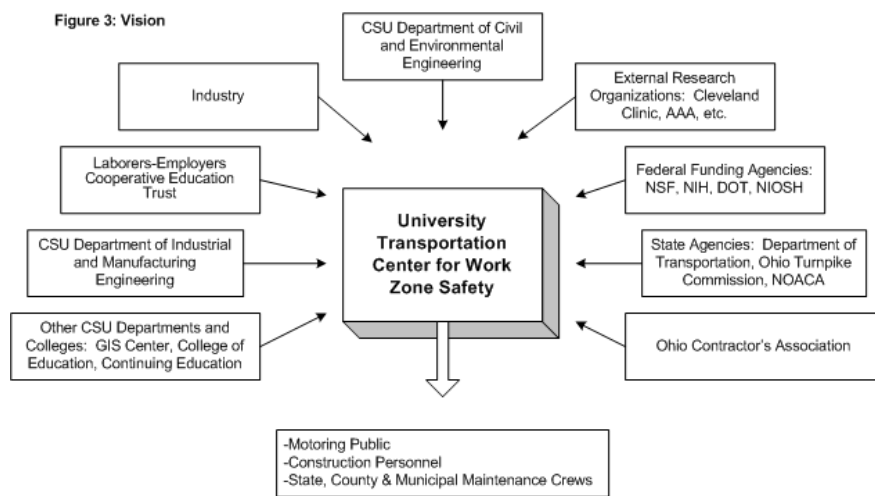 Figure 3: Vision
CSU Department of Civil
and Environmental
Engineering
Industry
External Research
Organizations: Cleveland
Clinic, AAA, etc.
Laborers-Employers
Cooperative Education
Trust
Federal Funding Agencies:
NSF, NIH, DOT, NIOSH
University
Transportation
Center for Work
Zone Safety
CSU Department of Industrial
and Manufacturing
Engineering
State Agencies: Department of
Transportation, Ohio Turnpike
Commission, NOACA
Other CSU Departments and
Colleges: GIS Center, College of
Education, Continuing Education
Ohio Contractor's Association
-Motoring Public
-Construction Personnel
-State, County & Municipal Maintenance Crews